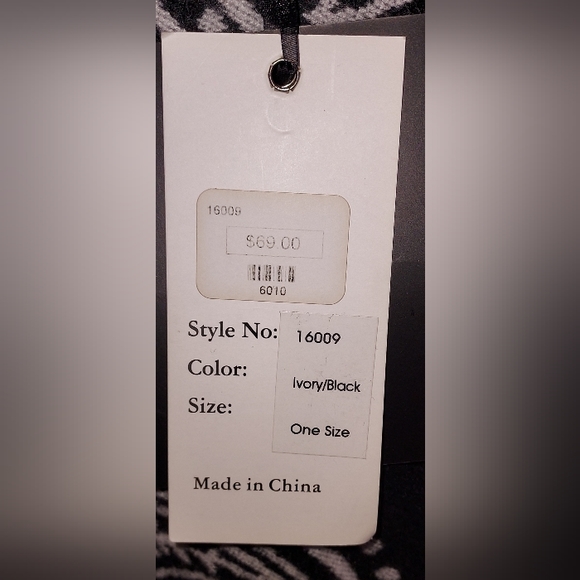 16009
$69.00
6010
Style No: 16009
Color: Ivory/Black
Size: One Size
Made in China